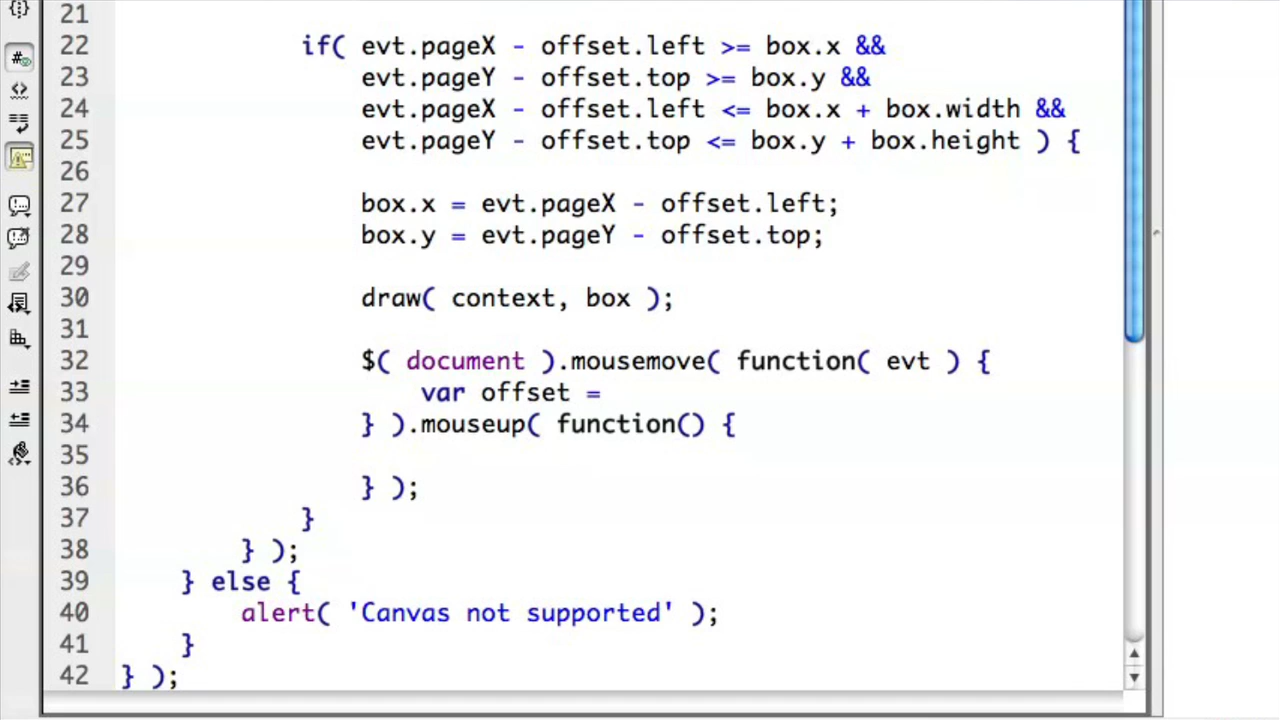 21
22 if( evt.pageX - offset.left >= box.x &&
23 evt.pageY - offset.top >= box.y &&
24 evt.pageX - offset.left <= box.x + box.width &&
25 evt.pageY - offset.top <= box.y + box.height ) {
26
27 box.x = evt.pageX - offset.left;
28 box.y = evt.pageY - offset.top;
29
30 draw( context, box );
31
32 $( document ).mousemove( function( evt ) {
33 var offset =
34 } ).mouseup( function() {
35
36 } );
37 }
38 } );
39 } else {
40 alert( 'Canvas not supported' );
41 }
42 } );